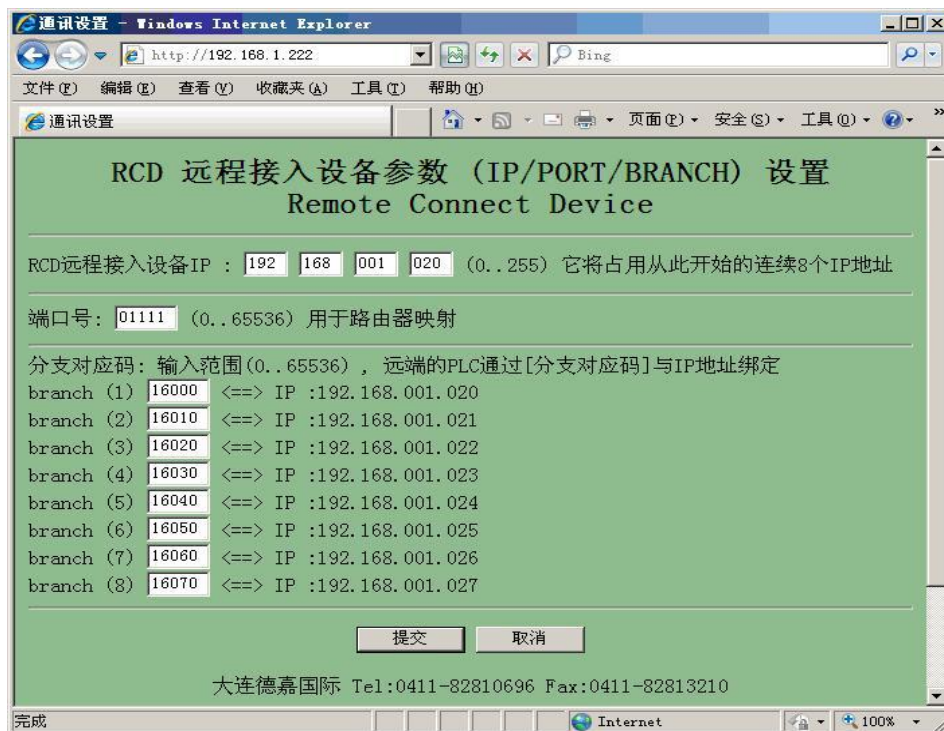 通讯设置 - Windows Internet Explorer
http://192.168.1.222
Bing
文件(F) 编辑(E) 查看(V) 收藏夹(A) 工具(T) 帮助(H)
通讯设置
页面(P) 安全(S) 工具(O)
RCD 远程接入设备参数 (IP/PORT/BRANCH) 设置
Remote Connect Device
RCD远程接入设备IP : 192 168 001 020 (0..255) 它将占用从此开始的连续8个IP地址
端口号: 01111 (0..65536) 用于路由器映射
分支对应码: 输入范围(0..65536) , 远端的PLC通过[分支对应码]与IP地址绑定
branch (1) 16000 <==> IP :192.168.001.020
branch (2) 16010 <==> IP :192.168.001.021
branch (3) 16020 <==> IP :192.168.001.022
branch (4) 16030 <==> IP :192.168.001.023
branch (5) 16040 <==> IP :192.168.001.024
branch (6) 16050 <==> IP :192.168.001.025
branch (7) 16060 <==> IP :192.168.001.026
branch (8) 16070 <==> IP :192.168.001.027
提交 取消
大连德嘉国际 Tel:0411-82810696 Fax:0411-82813210
完成 Internet 100%